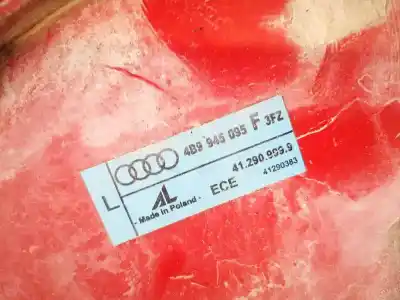 4B9 945 095 F 3FZ
L
41.290.999.9
AL ECE 41290383
- Made in Poland -